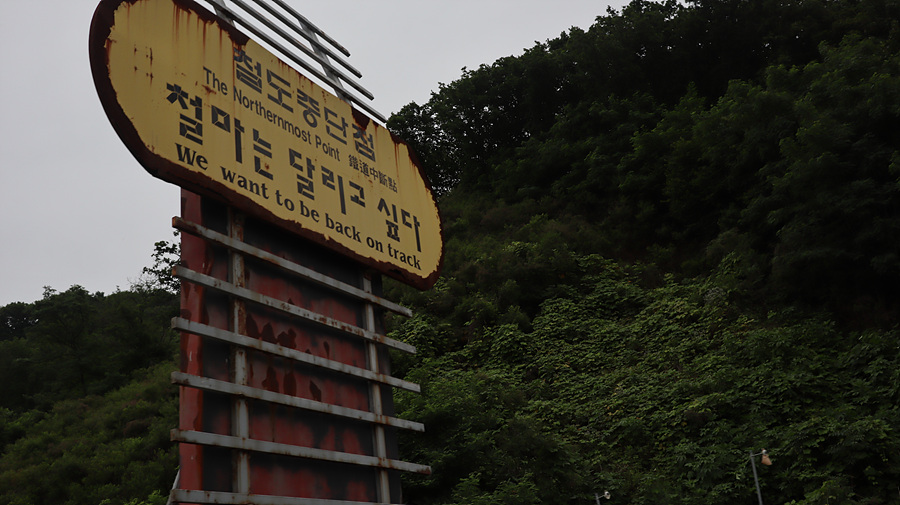 철도중단점
The Northernmost Point 鐵道中斷點
철마는 달리고 싶다
We want to be back on track